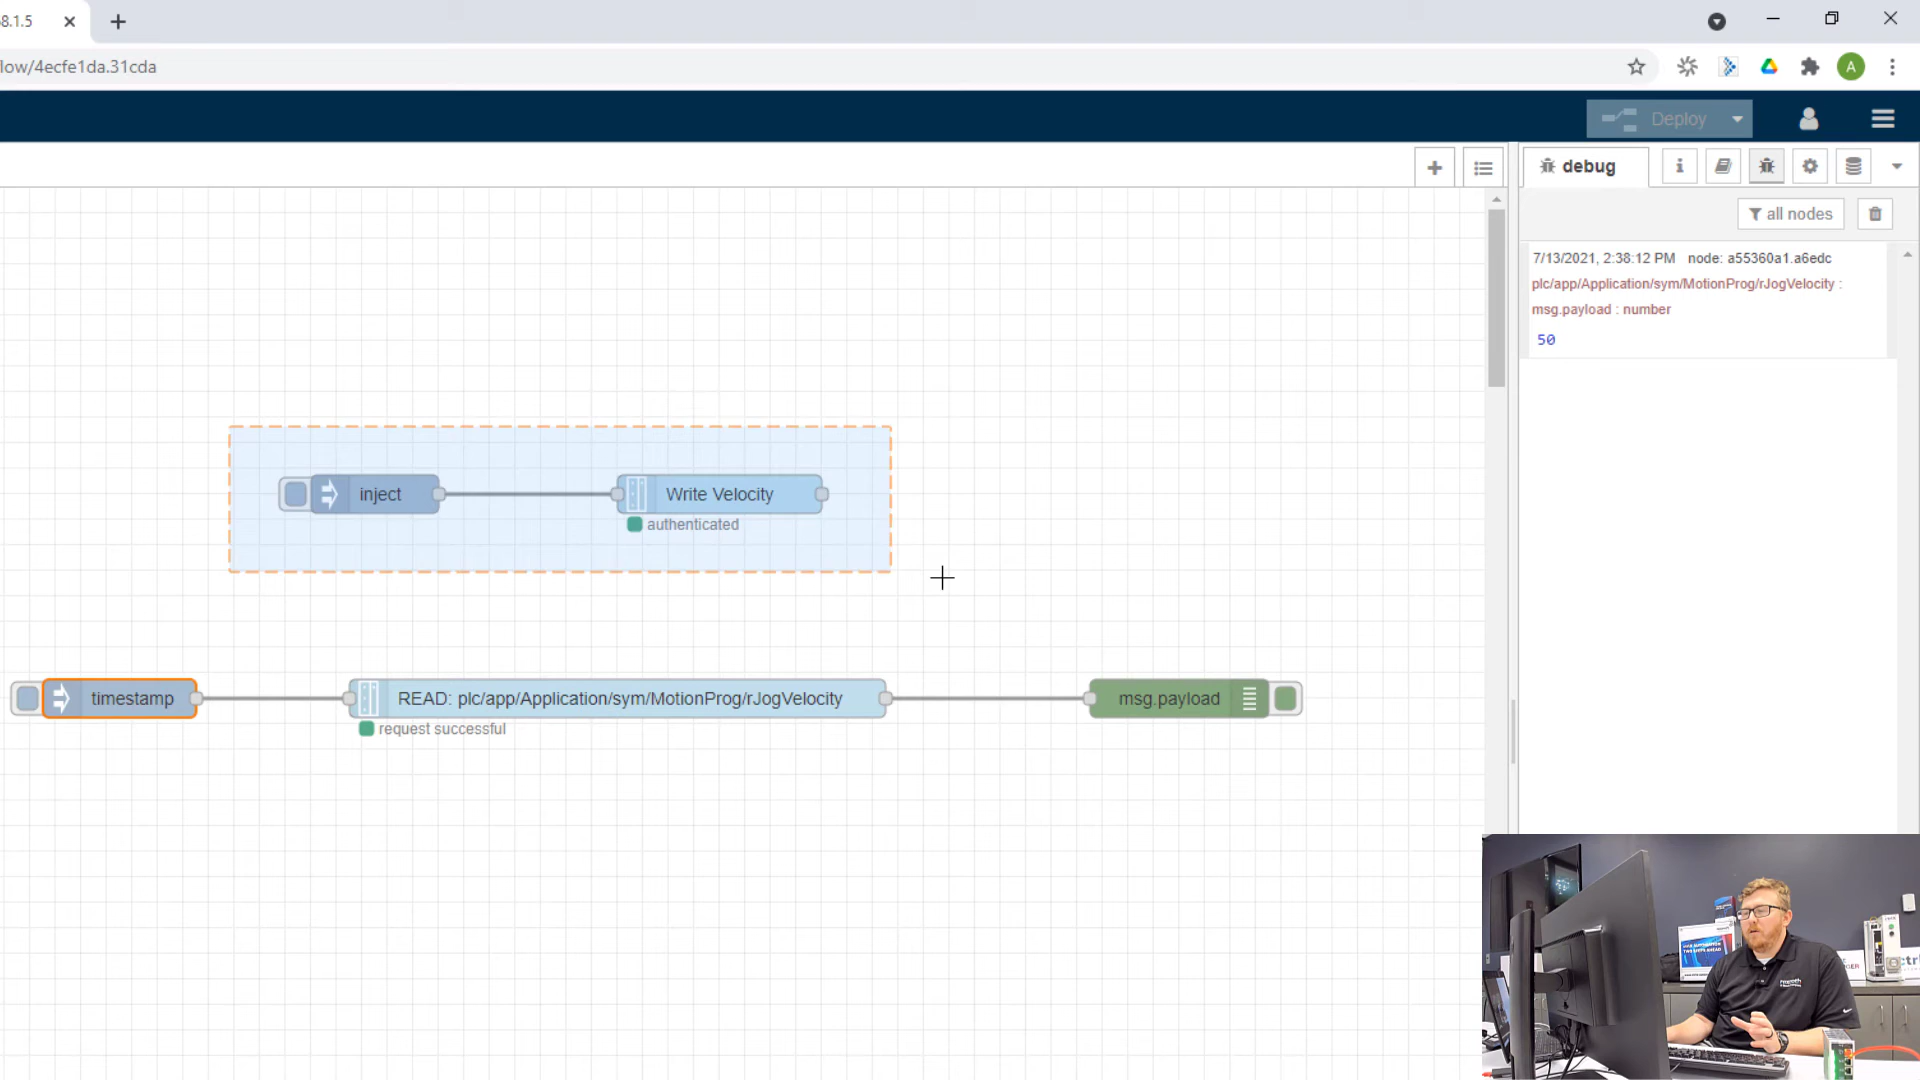 8.1.5
low/4ecfe1da.31cda
A
Deploy
debug
i
all nodes
7/13/2021, 2:38:12 PM node: a55360a1.a6edc
plc/app/Application/sym/MotionProg/rJogVelocity :
msg.payload : number
50
inject
Write Velocity
authenticated
timestamp
READ: plc/app/Application/sym/MotionProg/rJogVelocity
msg.payload
request successful